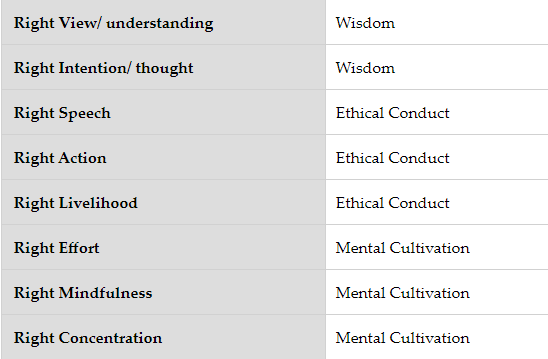 Right View/ understanding Wisdom
Right Intention/ thought Wisdom
Right Speech Ethical Conduct
Right Action Ethical Conduct
Right Livelihood Ethical Conduct
Right Effort Mental Cultivation
Right Mindfulness Mental Cultivation
Right Concentration Mental Cultivation